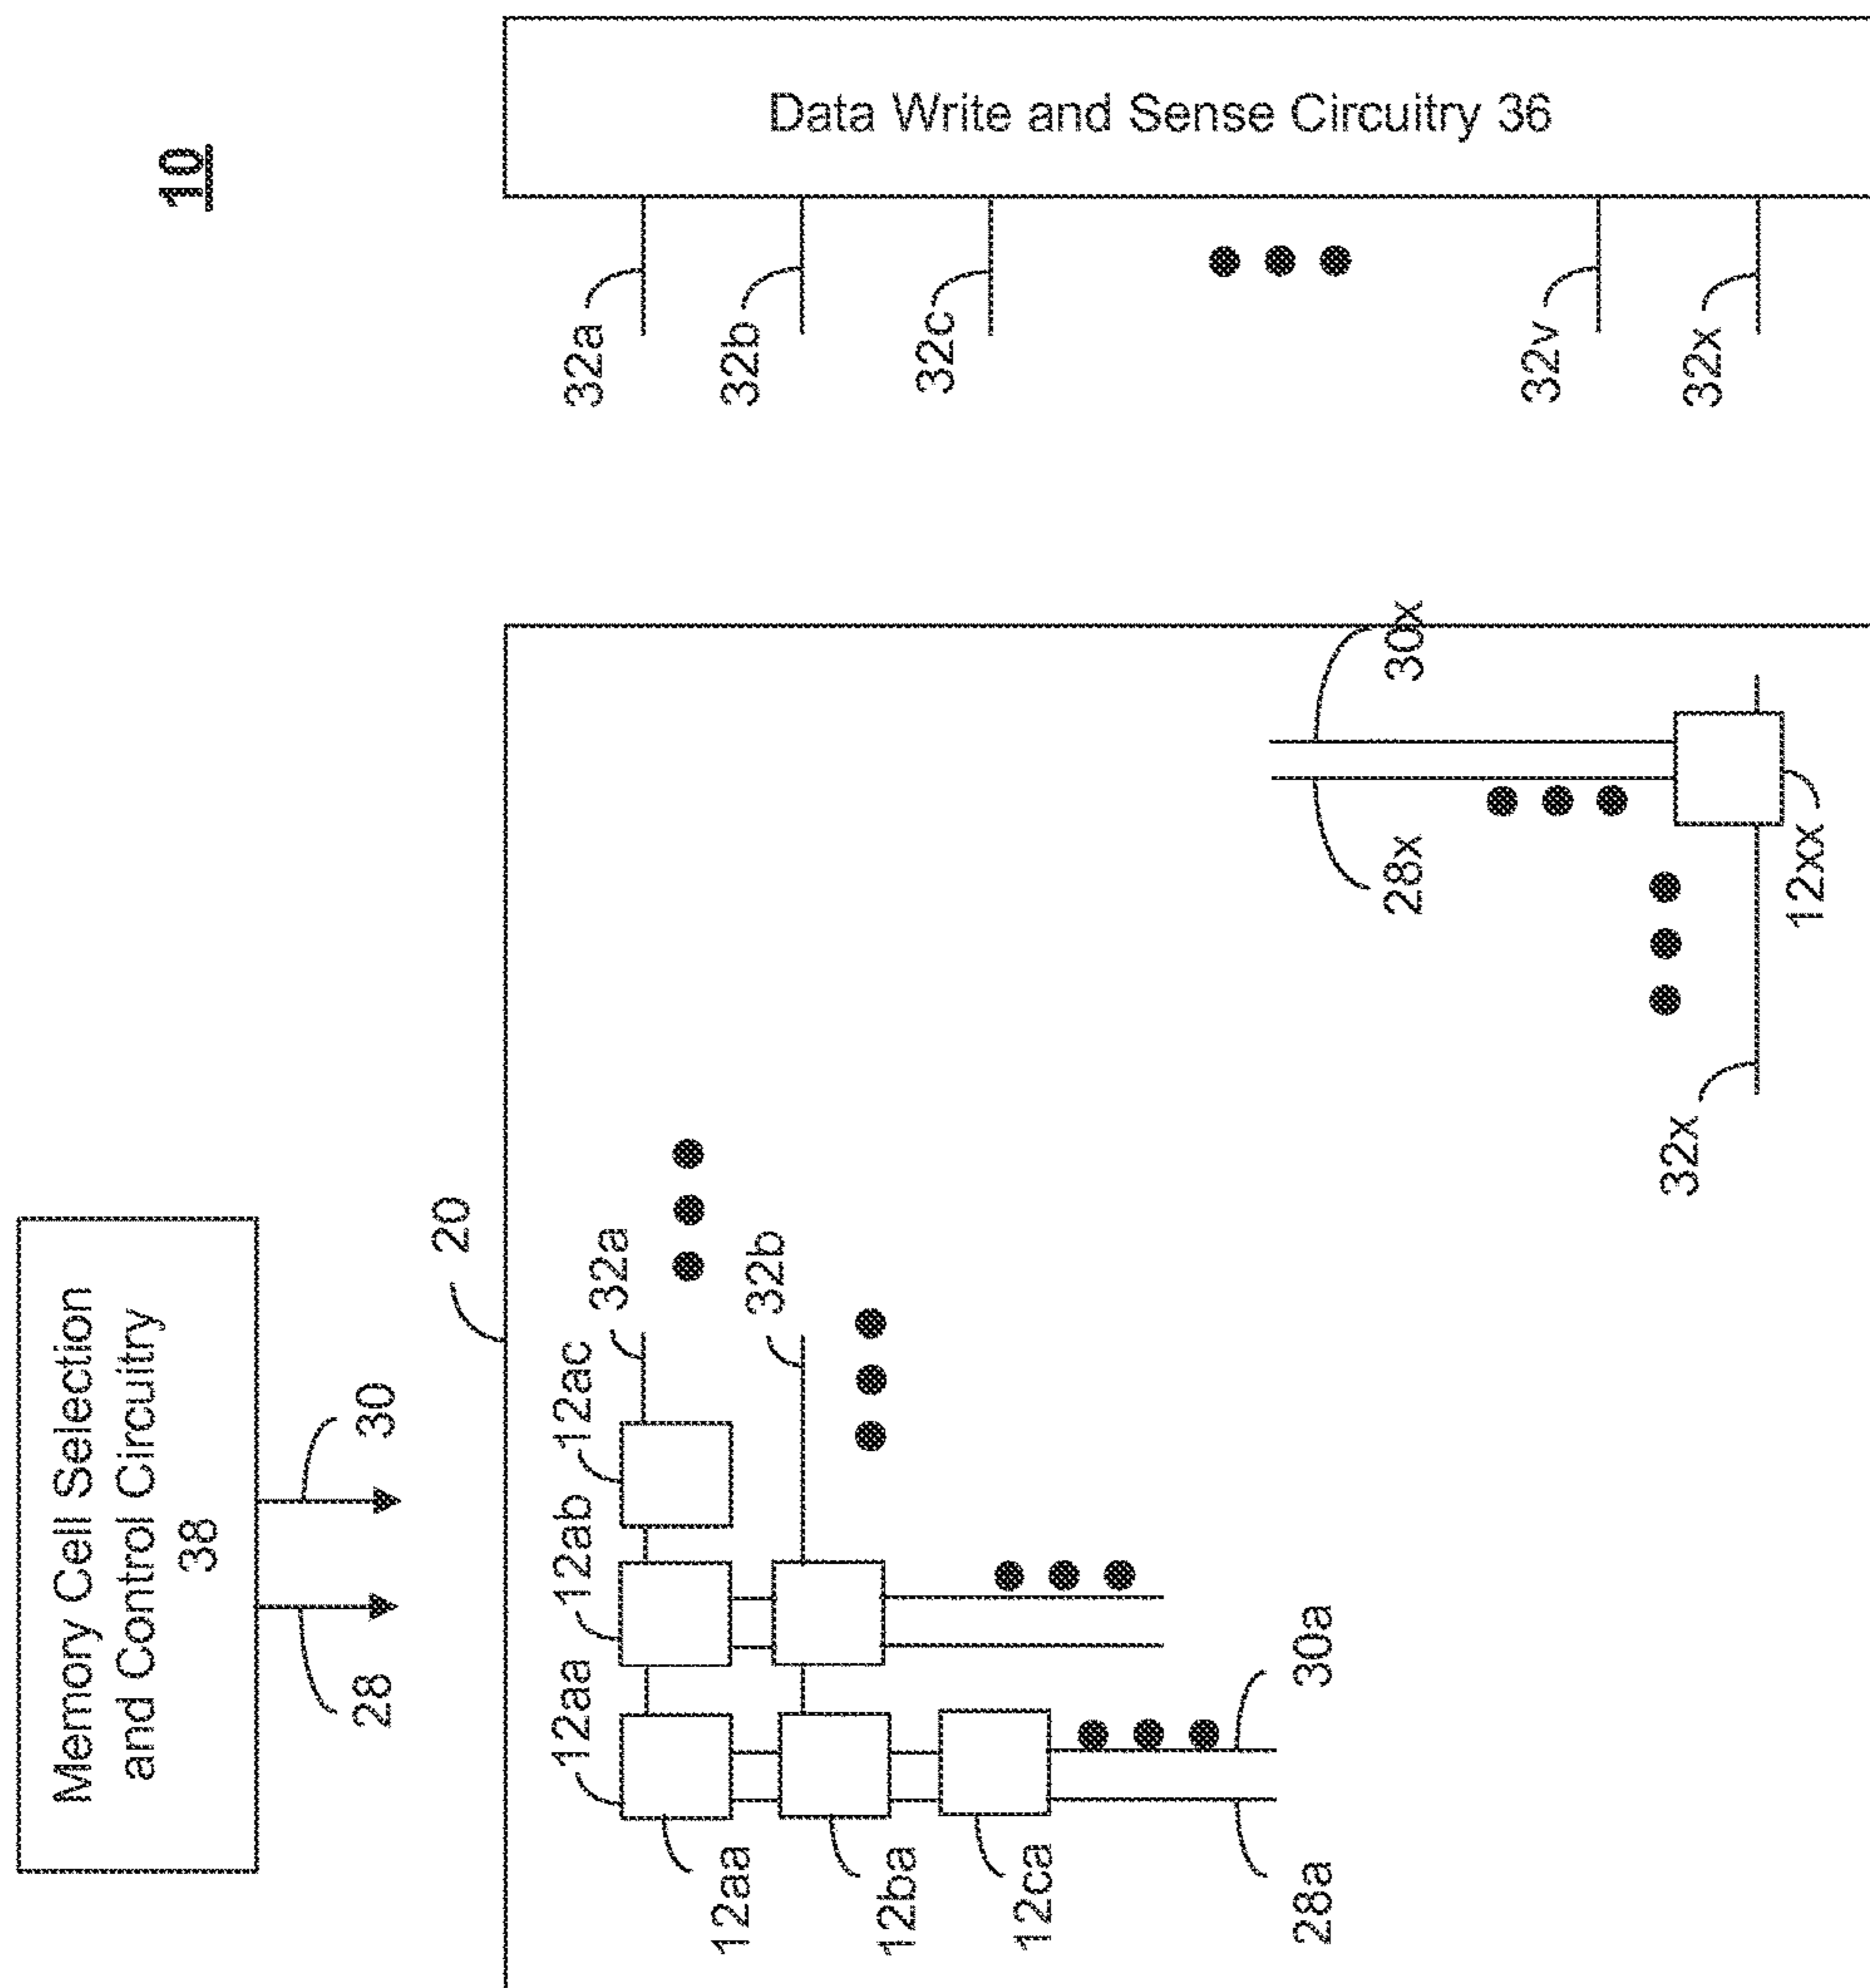 10
Memory Cell Selection
and Control Circuitry
38
28
30
20
12aa
12ab
12ac
32a
32a
12aa
32b
32b
12ba
32c
12ca
28a
30a
28x
30x
32v
32x
32x
12xx
Data Write and Sense Circuitry 36